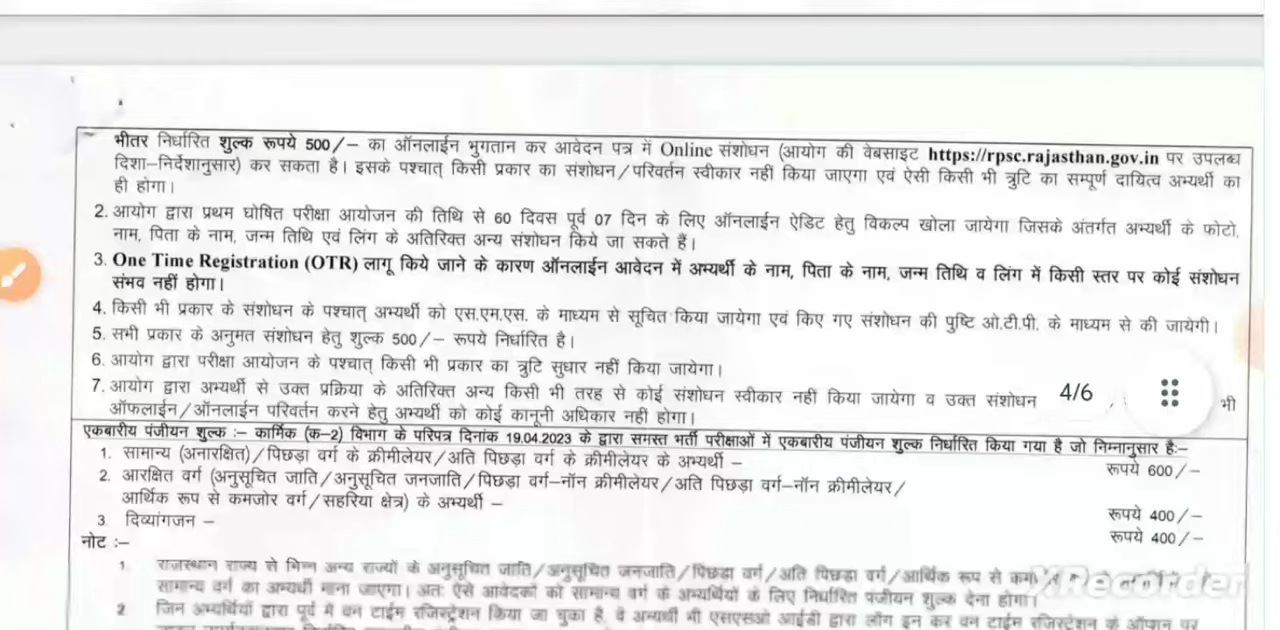 भीतर निर्धारित शुल्क रूपये 500/– का ऑनलाईन भुगतान कर आवेदन पत्र में Online संशोधन (आयोग की वेबसाइट https://rpsc.rajasthan.gov.in पर उपलब्ध
दिशा–निर्देशानुसार) कर सकता है। इसके पश्चात् किसी प्रकार का संशोधन/परिवर्तन स्वीकार नहीं किया जाएगा एवं ऐसी किसी भी त्रुटि का सम्पूर्ण दायित्व अभ्यर्थी का
ही होगा।
2. आयोग द्वारा प्रथम घोषित परीक्षा आयोजन की तिथि से 60 दिवस पूर्व 07 दिन के लिए ऑनलाईन ऐडिट हेतु विकल्प खोला जायेगा जिसके अंतर्गत अभ्यर्थी के फोटो,
नाम, पिता के नाम, जन्म तिथि एवं लिंग के अतिरिक्त अन्य संशोधन किये जा सकते हैं।
3. One Time Registration (OTR) लागू किये जाने के कारण ऑनलाईन आवेदन में अभ्यर्थी के नाम, पिता के नाम, जन्म तिथि व लिंग में किसी स्तर पर कोई संशोधन
संभव नहीं होगा।
4. किसी भी प्रकार के संशोधन के पश्चात् अभ्यर्थी को एस.एम.एस. के माध्यम से सूचित किया जायेगा एवं किए गए संशोधन की पुष्टि ओ.टी.पी. के माध्यम से की जायेगी।
5. सभी प्रकार के अनुमत संशोधन हेतु शुल्क 500/– रूपये निर्धारित है।
6. आयोग द्वारा परीक्षा आयोजन के पश्चात् किसी भी प्रकार का त्रुटि सुधार नहीं किया जायेगा।
7. आयोग द्वारा अभ्यर्थी से उक्त प्रक्रिया के अतिरिक्त अन्य किसी भी तरह से कोई संशोधन स्वीकार नहीं किया जायेगा व उक्त संशोधन 4/6 भी
ऑफलाईन/ऑनलाईन परिवर्तन करने हेतु अभ्यर्थी को कोई कानूनी अधिकार नहीं होगा।
एकबारीय पंजीयन शुल्क :– कार्मिक (क–2) विभाग के परिपत्र दिनांक 19.04.2023 के द्वारा समस्त भर्ती परीक्षाओं में एकबारीय पंजीयन शुल्क निर्धारित किया गया है जो निम्नानुसार हैः–
1. सामान्य (अनारक्षित)/पिछड़ा वर्ग के क्रीमीलेयर/अति पिछड़ा वर्ग के क्रीमीलेयर के अभ्यर्थी – रूपये 600/–
2. आरक्षित वर्ग (अनुसूचित जाति/अनुसूचित जनजाति/पिछड़ा वर्ग–नॉन क्रीमीलेयर/अति पिछड़ा वर्ग–नॉन क्रीमीलेयर/
आर्थिक रूप से कमजोर वर्ग/सहरिया क्षेत्र) के अभ्यर्थी – रूपये 400/–
3. दिव्यांगजन – रूपये 400/–
नोट :–
1. राजस्थान राज्य से भिन्न अन्य राज्यों के अनुसूचित जाति/अनुसूचित जनजाति/पिछड़ा वर्ग/अति पिछड़ा वर्ग/आर्थिक रूप से
सामान्य वर्ग का अभ्यर्थी माना जाएगा। अतः ऐसे आवेदकों को सामान्य वर्ग के अभ्यर्थियों के लिए निर्धारित पंजीयन शुल्क देना होगा।
XRecorder
2 जिन अभ्यर्थियों द्वारा पूर्व में वन टाईम रजिस्ट्रेशन किया जा चुका है, वे अभ्यर्थी भी एसएसओ आईडी द्वारा लॉग इन कर वन टाईम रजिस्ट्रेशन के ऑप्शन पर